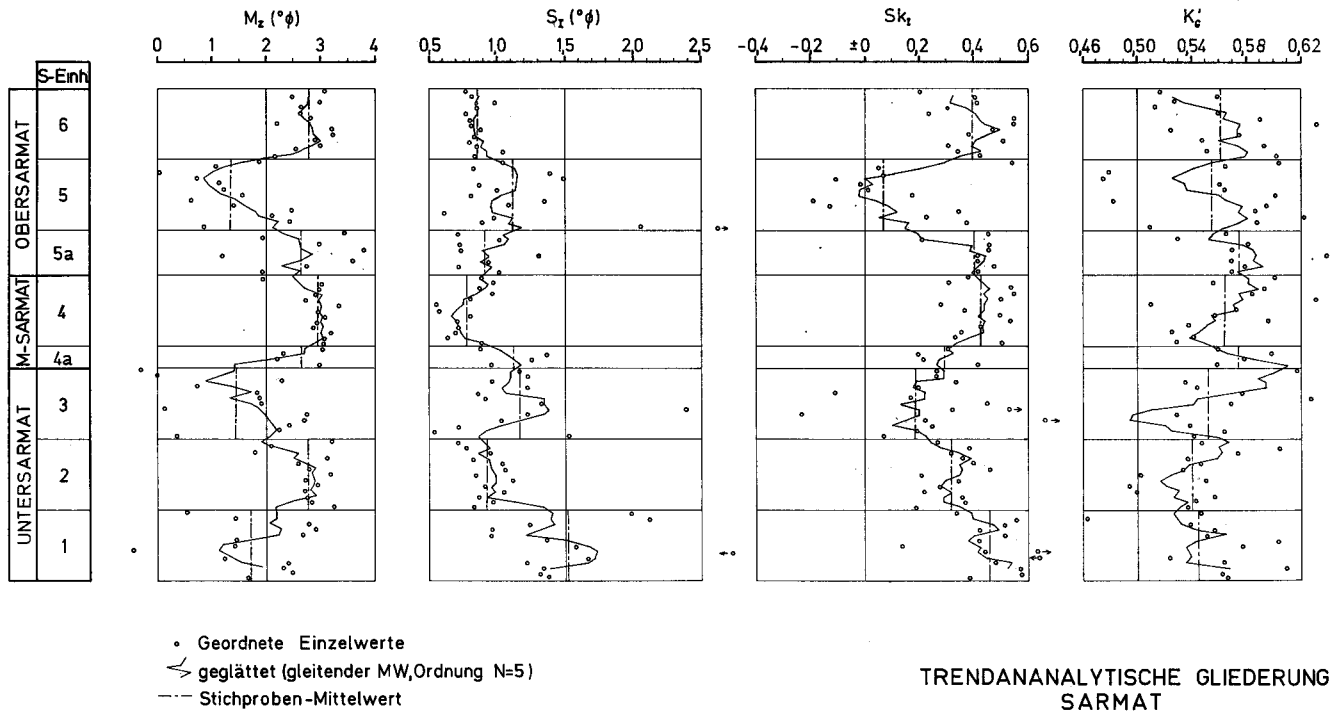 Mz (°ϕ) SI (°ϕ) SkI KG'
0 1 2 3 4 0,5 1,0 1,5 2,0 2,5 -0,4 ±0 0,2 0,4 0,6 0,46 0,50 0,54 0,58 0,62
S-Einh
OBERSARMAT
6
5
5a
M-SARMAT
4
4a
UNTERSARMAT
3
2
1
Geordnete Einzelwerte
geglättet (gleitender MW,Ordnung N=5)
Stichproben-Mittelwert
TRENDANANALYTISCHE GLIEDERUNG
SARMAT